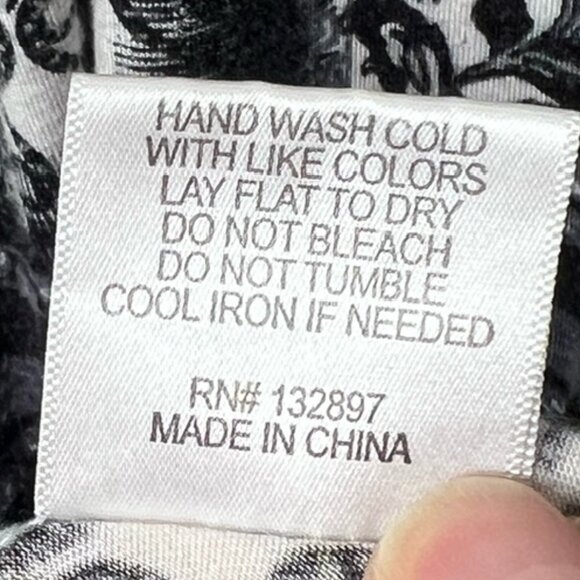 HAND WASH COLD
WITH LIKE COLORS
LAY FLAT TO DRY
DO NOT BLEACH
DO NOT TUMBLE
COOL IRON IF NEEDED
RN# 132897
MADE IN CHINA